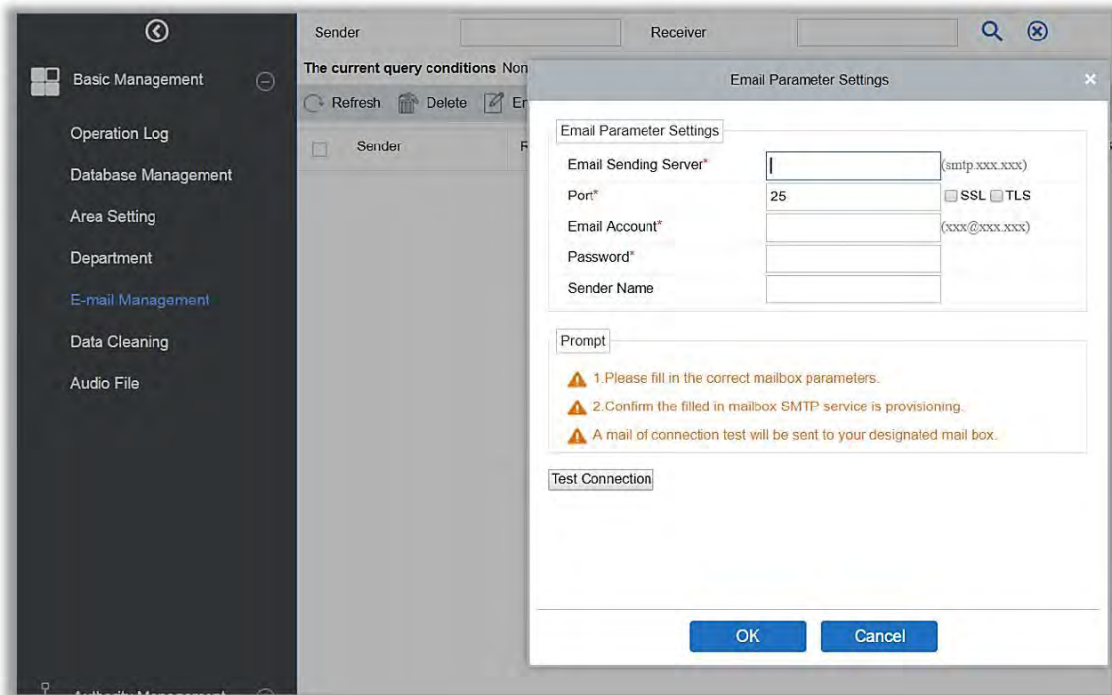 Sender
Receiver
Basic Management
The current query conditions Non
Refresh Delete
Sender
Operation Log
Database Management
Area Setting
Department
E-mail Management
Data Cleaning
Audio File
Authority Management
Email Parameter Settings
Email Parameter Settings
Email Sending Server* (smtp.xxx.xxx)
Port* 25 SSL TLS
Email Account* (xxx@xxx.xxx)
Password*
Sender Name
Prompt
1.Please fill in the correct mailbox parameters.
2.Confirm the filled in mailbox SMTP service is provisioning.
A mail of connection test will be sent to your designated mail box.
Test Connection
OK Cancel